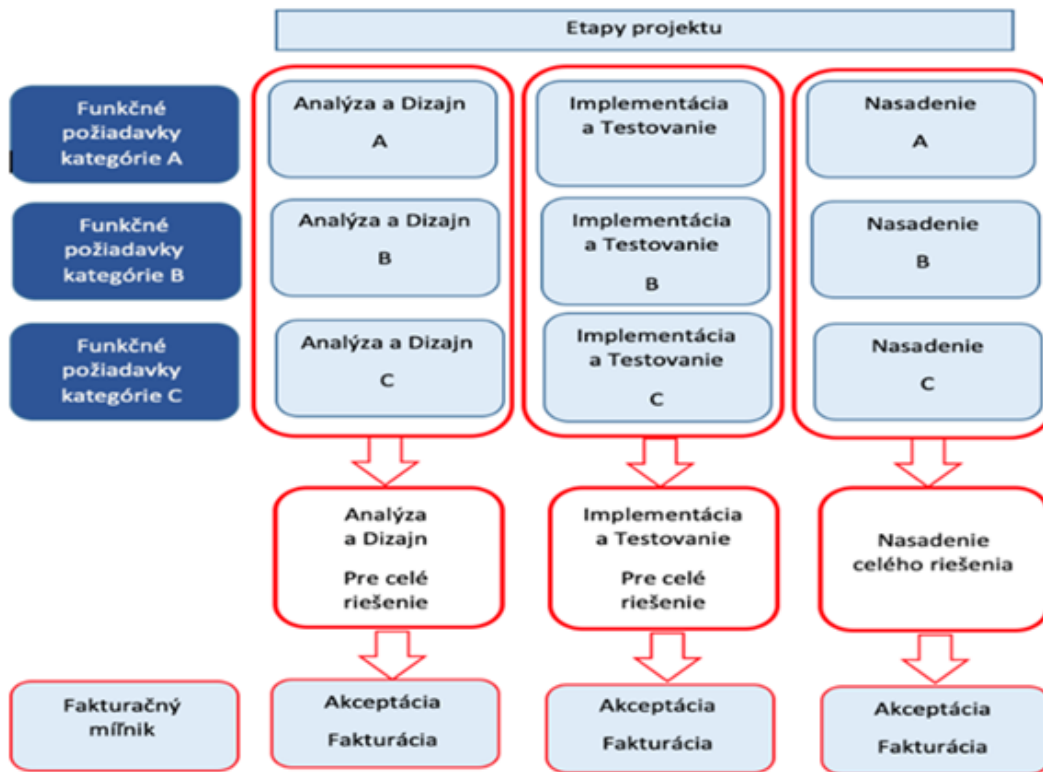 Etapy projektu
Funkčné
požiadavky
kategórie A
Analýza a Dizajn
A
Implementácia
a Testovanie
Nasadenie
A
Funkčné
požiadavky
kategórie B
Analýza a Dizajn
B
Implementácia
a Testovanie
B
Nasadenie
B
Funkčné
požiadavky
kategórie C
Analýza a Dizajn
C
Implementácia
a Testovanie
C
Nasadenie
C
Analýza
a Dizajn
Pre celé
riešenie
Implementácia
a Testovanie
Pre celé
riešenie
Nasadenie
celého riešenia
Fakturačný
míľnik
Akceptácia
Fakturácia
Akceptácia
Fakturácia
Akceptácia
Fakturácia